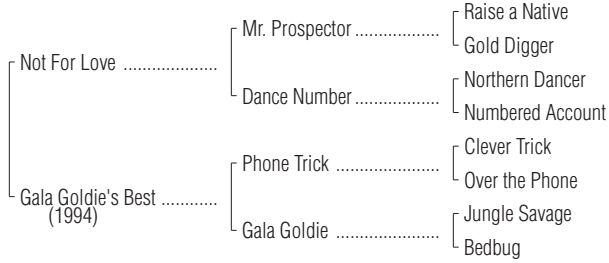 Raise a Native
Mr. Prospector ..................
Gold Digger
Not For Love ....................
Northern Dancer
Dance Number ..................
Numbered Account
Clever Trick
Phone Trick ......................
Over the Phone
Gala Goldie's Best ............
(1994)
Jungle Savage
Gala Goldie ......................
Bedbug